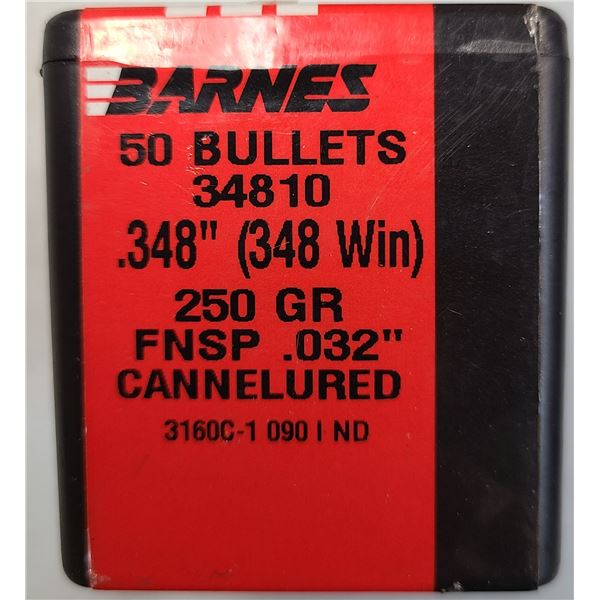 BARNES
50 BULLETS
34810
.348" (348 Win)
250 GR
FNSP .032"
CANNELURED
3160C-1 090 I ND